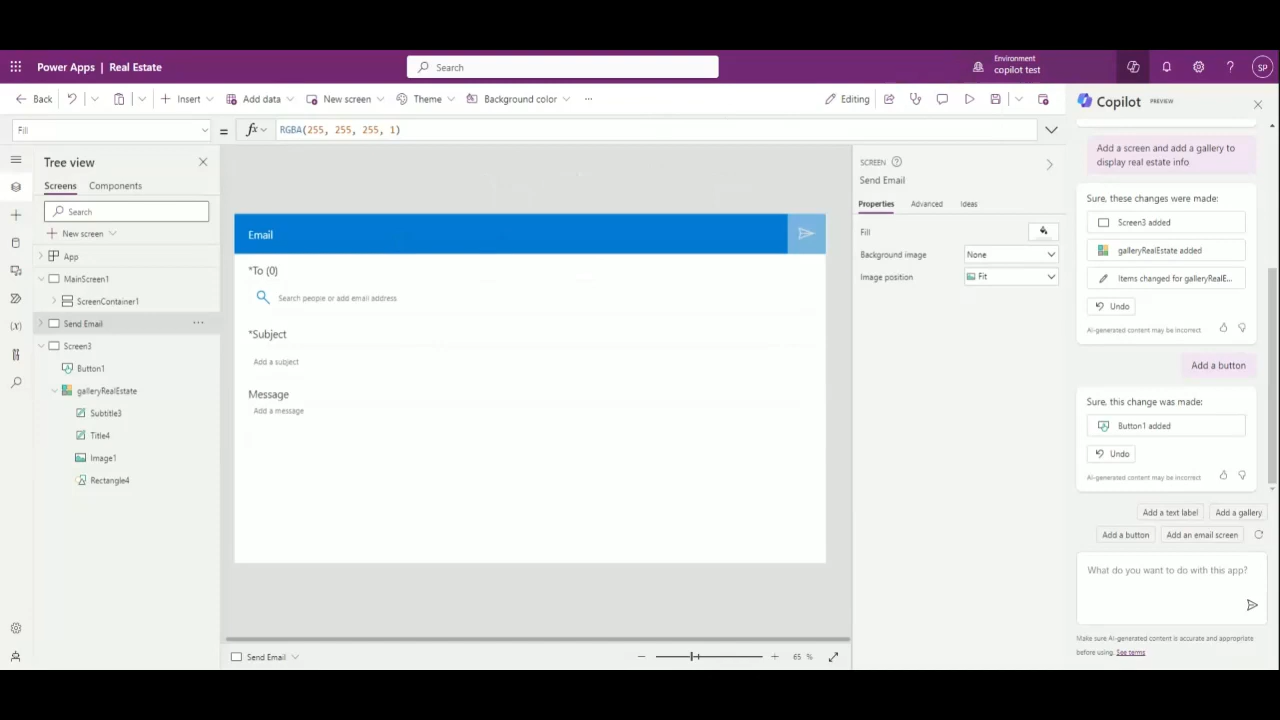 Power Apps | Real Estate
Search
Environment
copilot test
SP
Back
Insert
Add data
New screen
Theme
Background color
Editing
Copilot PREVIEW
Fill
= fx
RGBA(255, 255, 255, 1)
Tree view
Screens
Components
Search
New screen
App
MainScreen1
ScreenContainer1
Send Email
Screen3
Button1
galleryRealEstate
Subtitle3
Title4
Image1
Rectangle4
Email
*To (0)
Search people or add email address
*Subject
Add a subject
Message
Add a message
Send Email
65 %
SCREEN
Send Email
Properties
Advanced
Ideas
Fill
Background image
None
Image position
Fit
Add a screen and add a gallery to
display real estate info
Sure, these changes were made:
Screen3 added
galleryRealEstate added
Items changed for galleryRealE...
Undo
AI-generated content may be incorrect
Add a button
Sure, this change was made:
Button1 added
Undo
AI-generated content may be incorrect
Add a text label
Add a gallery
Add a button
Add an email screen
What do you want to do with this app?
Make sure AI-generated content is accurate and appropriate
before using. See terms